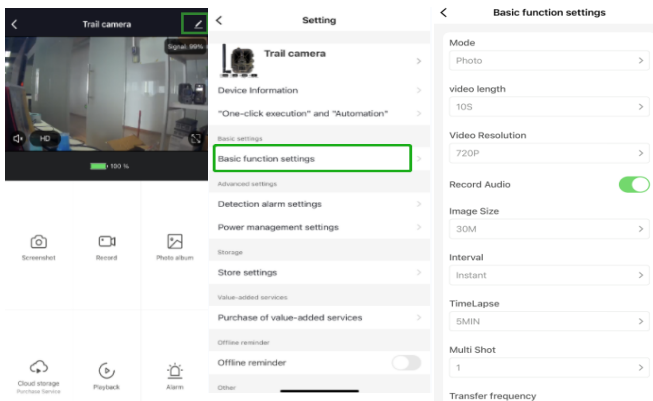 Trail camera
Signal: 99%
HD
100 %
Screenshot
Record
Photo album
Cloud storage
Purchase Service
Playback
Alarm
Setting
Trail camera
Device Information
"One-click execution" and "Automation"
Basic settings
Basic function settings
Advanced settings
Detection alarm settings
Power management settings
Storage
Store settings
Value-added services
Purchase of value-added services
Offline reminder
Offline reminder
Other
Basic function settings
Mode
Photo
video length
10S
Video Resolution
720P
Record Audio
Image Size
30M
Interval
Instant
TimeLapse
5MIN
Multi Shot
1
Transfer frequency